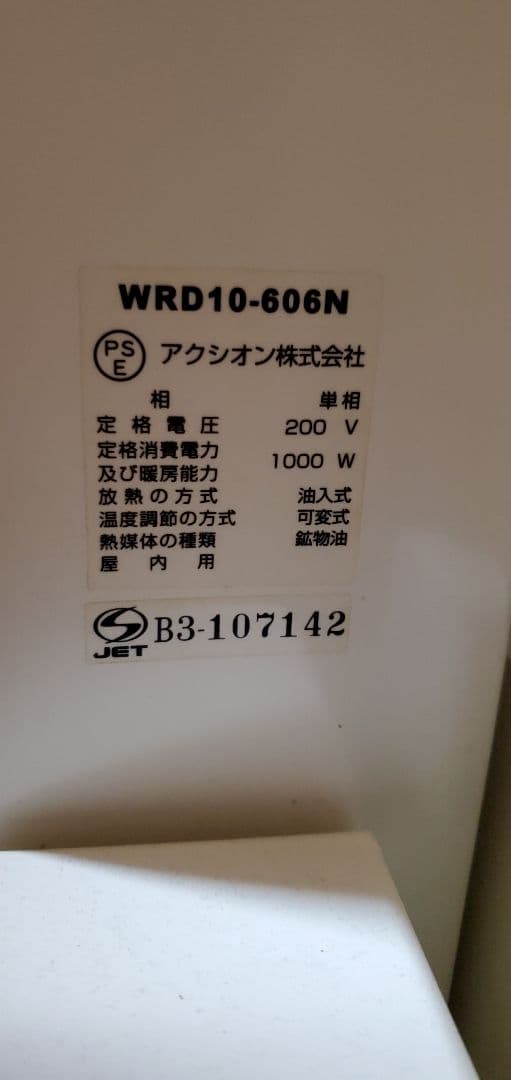 WRD10-606N
PS
E
アクシオン株式会社
相 単相
定格電圧 200 V
定格消費電力
及び暖房能力 1000 W
放熱の方式 油入式
温度調節の方式 可変式
熱媒体の種類 鉱物油
屋内用
JET B3-107142